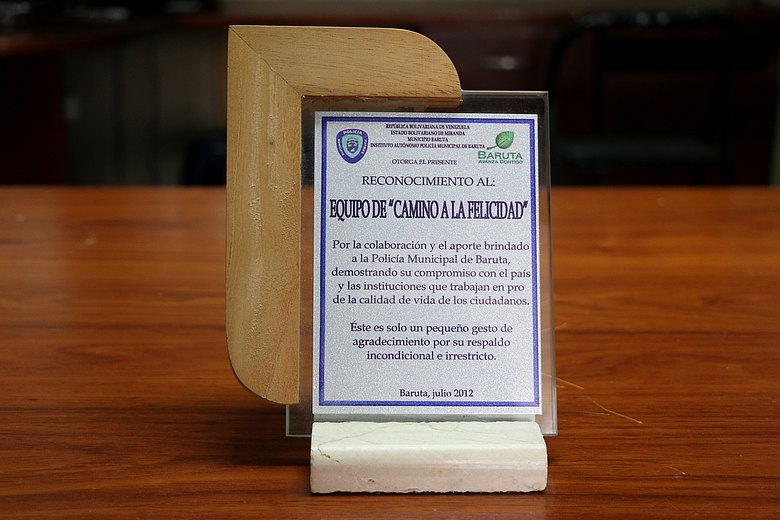 POLICIA
REPÚBLICA BOLIVARIANA DE VENEZUELA
ESTADO BOLIVARIANO DE MIRANDA
MUNICIPIO BARUTA
INSTITUTO AUTÓNOMO POLICÍA MUNICIPAL DE BARUTA
OTORGA EL PRESENTE
BARUTA
AVANZA CONTIGO
RECONOCIMIENTO AL:
EQUIPO DE "CAMINO A LA FELICIDAD"
Por la colaboración y el aporte brindado
a la Policía Municipal de Baruta,
demostrando su compromiso con el país
y las instituciones que trabajan en pro
de la calidad de vida de los ciudadanos.
Éste es solo un pequeño gesto de
agradecimiento por su respaldo
incondicional e irrestricto.
Baruta, julio 2012